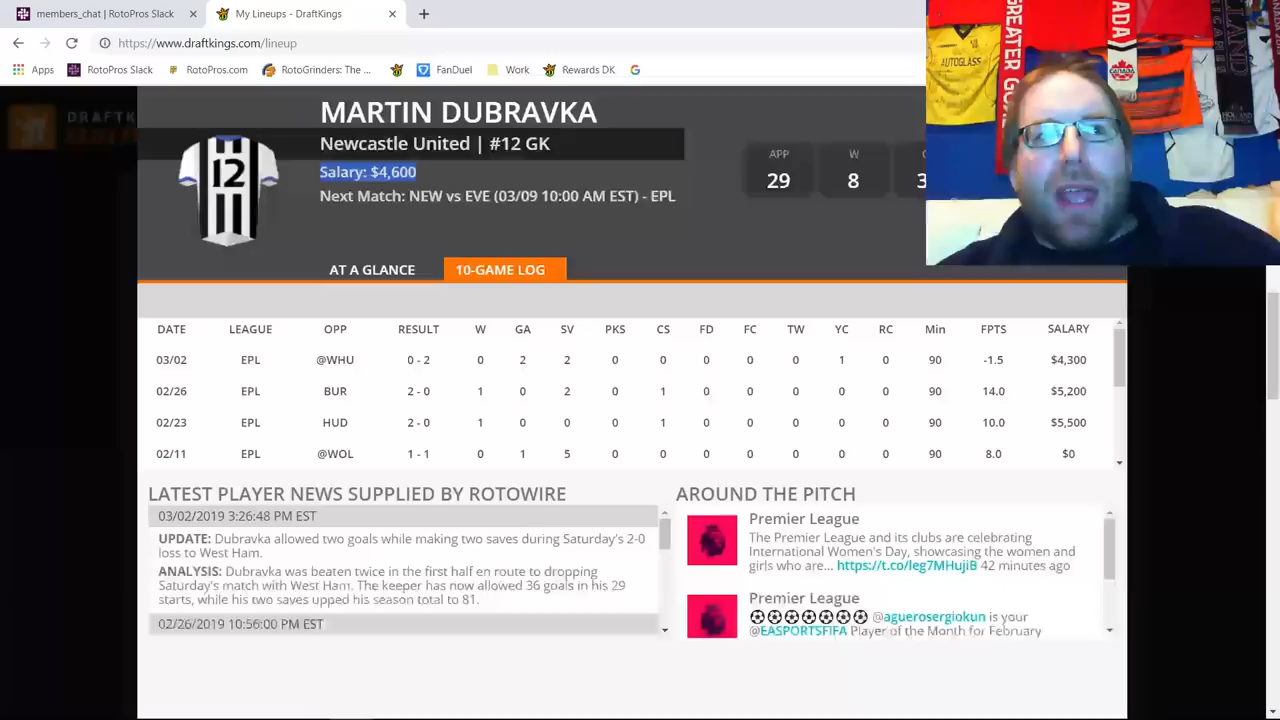 members_chat | RotoPros Slack
My Lineups - DraftKings
https://www.draftkings.com/lineup
Apps
RotoPros Slack
RotoPros.com
RotoGrinders: The ...
FanDuel
Work
Rewards DK
MARTIN DUBRAVKA
Newcastle United | #12 GK
Salary: $4,600
Next Match: NEW vs EVE (03/09 10:00 AM EST) - EPL
12
APP W
29 8 3
AT A GLANCE 10-GAME LOG
DATE LEAGUE OPP RESULT W GA SV PKS CS FD FC TW YC RC Min FPTS SALARY
03/02 EPL @WHU 0 - 2 0 2 2 0 0 0 0 0 1 0 90 -1.5 $4,300
02/26 EPL BUR 2 - 0 1 0 2 0 1 0 0 0 0 0 90 14.0 $5,200
02/23 EPL HUD 2 - 0 1 0 0 0 1 0 0 0 0 0 90 10.0 $5,500
02/11 EPL @WOL 1 - 1 0 1 5 0 0 0 0 0 0 0 90 8.0 $0
LATEST PLAYER NEWS SUPPLIED BY ROTOWIRE
03/02/2019 3:26:48 PM EST
UPDATE: Dubravka allowed two goals while making two saves during Saturday's 2-0
loss to West Ham.
ANALYSIS: Dubravka was beaten twice in the first half en route to dropping
Saturday's match with West Ham. The keeper has now allowed 36 goals in his 29
starts, while his two saves upped his season total to 81.
02/26/2019 10:56:00 PM EST
AROUND THE PITCH
Premier League
The Premier League and its clubs are celebrating
International Women's Day, showcasing the women and
girls who are... https://t.co/leg7MHujiB 42 minutes ago
Premier League
@aguerosergiokun is your
@EASPORTSFIFA Player of the Month for February
AUTOGLASS
GREATER GO
ADA
CANADA